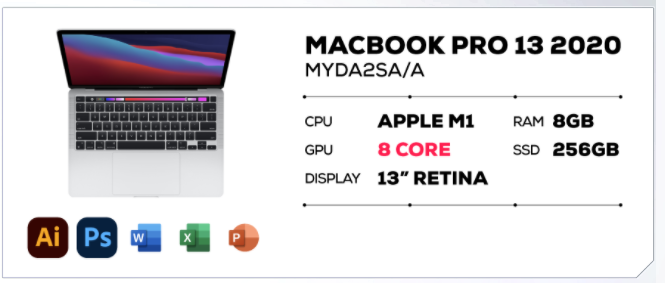 MACBOOK PRO 13 2020
MYDA2SA/A
CPU APPLE M1 RAM 8GB
GPU 8 CORE SSD 256GB
DISPLAY 13” RETINA
Ai Ps W X P